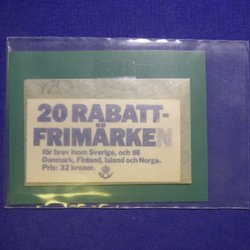 20 RABATT-
FRIMÄRKEN
för brev inom Sverige, och till
Danmark, Finland, Island och Norge.
Pris: 32 kronor.